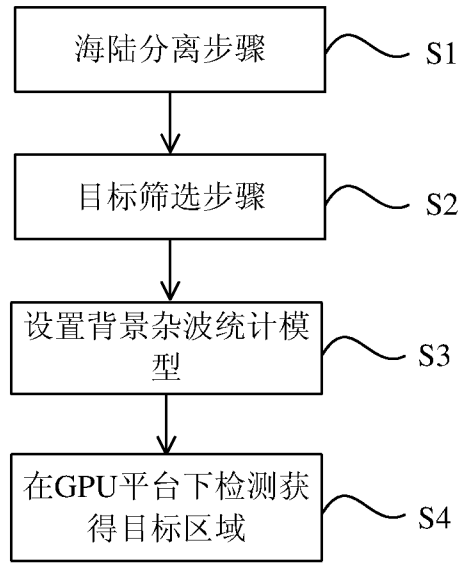 海陆分离步骤
S1
目标筛选步骤
S2
设置背景杂波统计模
型
S3
在GPU平台下检测获
得目标区域
S4